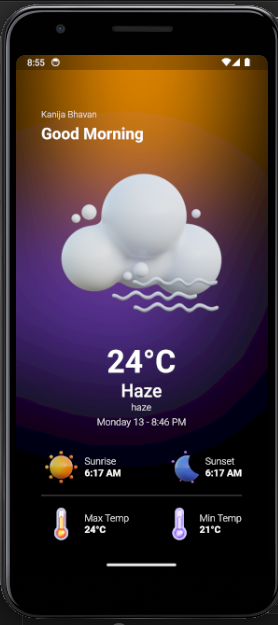 8:55
Kanija Bhavan
Good Morning
24°C
Haze
haze
Monday 13 - 8:46 PM
Sunrise
6:17 AM
Sunset
6:17 AM
Max Temp
24°C
Min Temp
21°C